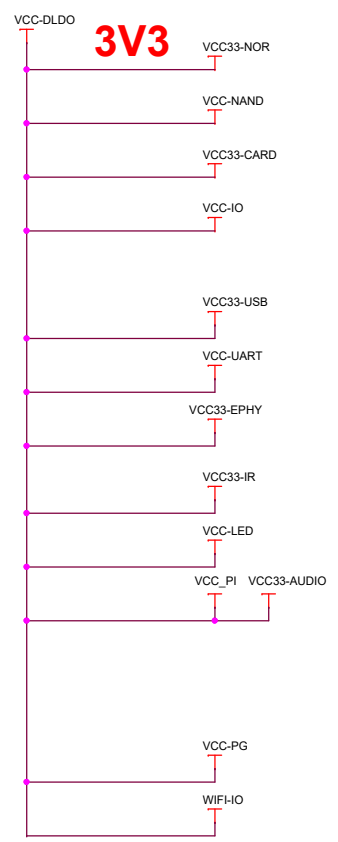 VCC-DLDO
3V3
VCC33-NOR
VCC-NAND
VCC33-CARD
VCC-IO
VCC33-USB
VCC-UART
VCC33-EPHY
VCC33-IR
VCC-LED
VCC_PI VCC33-AUDIO
VCC-PG
WIFI-IO